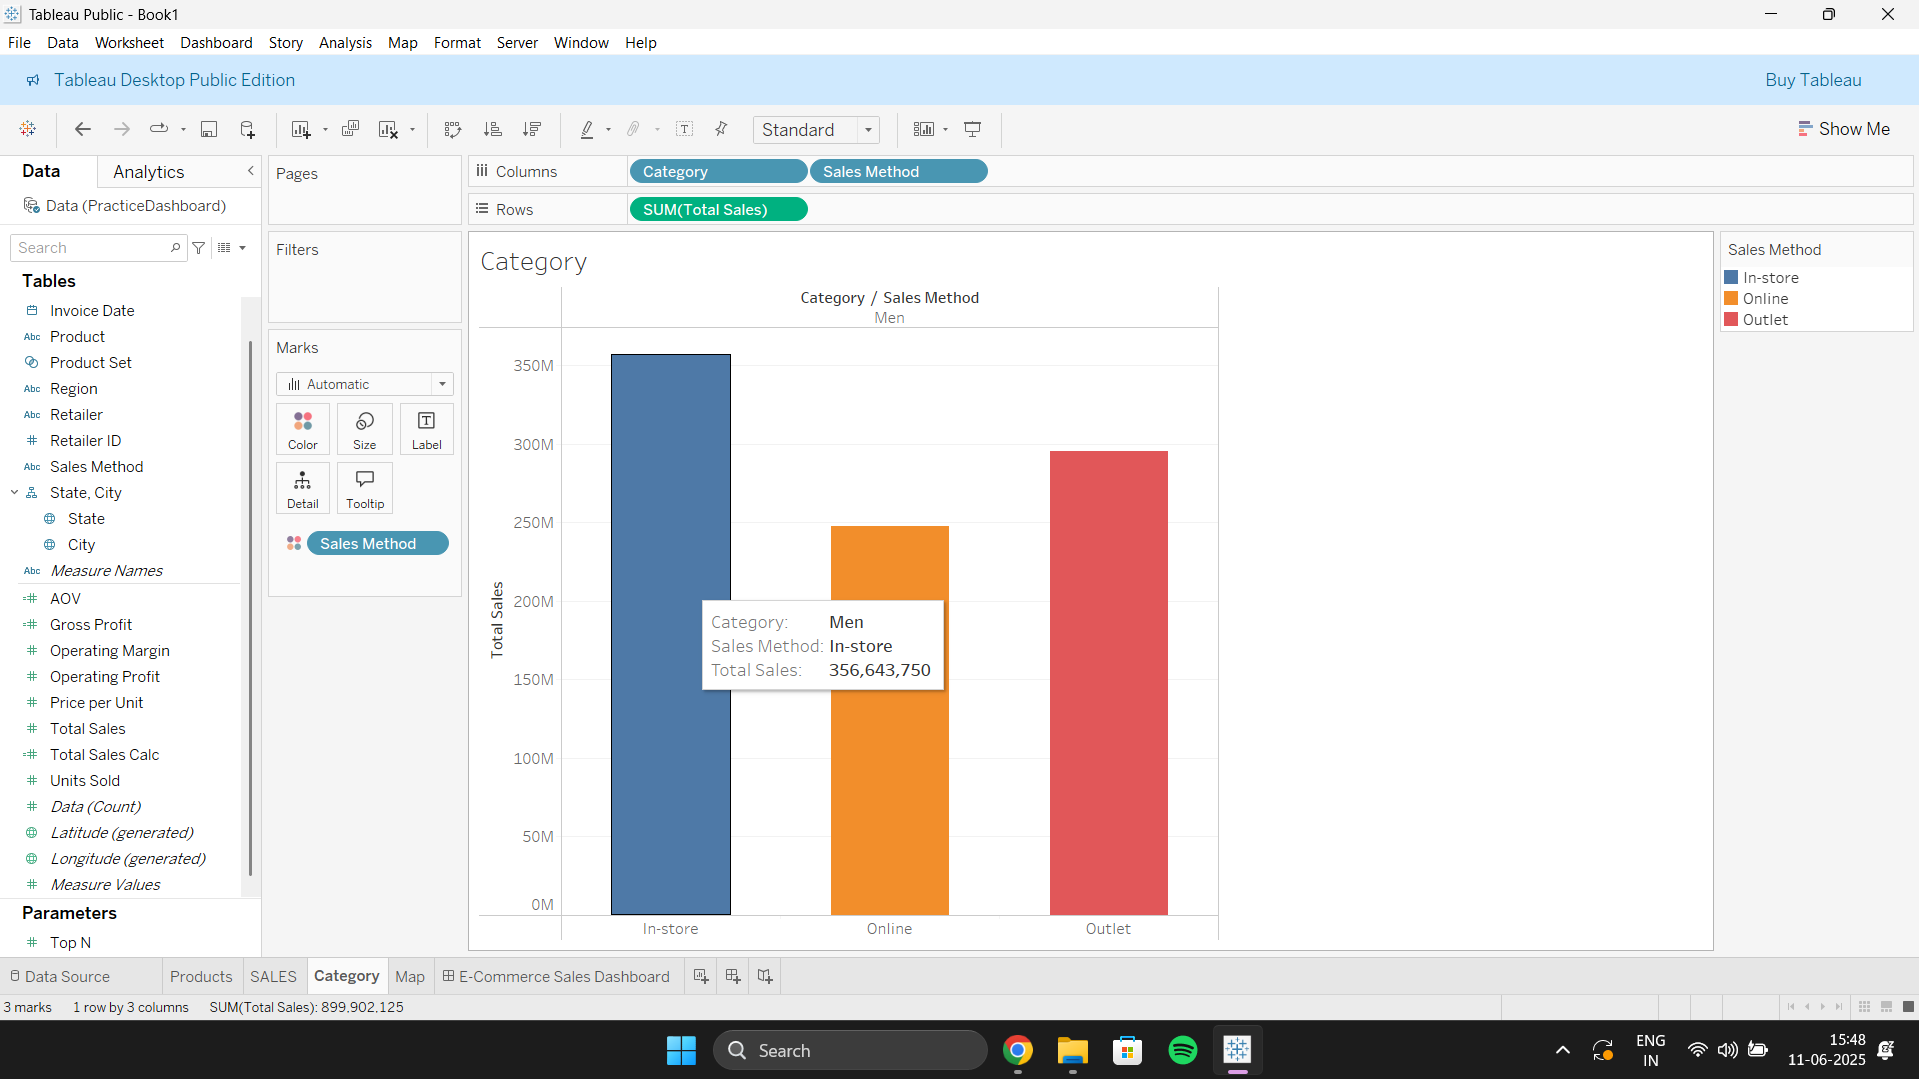 Tableau Public - Book1
File Data Worksheet Dashboard Story Analysis Map Format Server Window Help
Tableau Desktop Public Edition
Buy Tableau
Standard
Show Me
Data
Analytics
Data (PracticeDashboard)
Search
Tables
Invoice Date
Abc Product
Product Set
Abc Region
Abc Retailer
# Retailer ID
Abc Sales Method
State, City
State
City
Abc Measure Names
=# AOV
=# Gross Profit
# Operating Margin
# Operating Profit
# Price per Unit
# Total Sales
=# Total Sales Calc
# Units Sold
# Data (Count)
Latitude (generated)
Longitude (generated)
# Measure Values
Parameters
# Top N
Pages
Filters
Marks
Automatic
Color Size Label
Detail Tooltip
Sales Method
Columns
Category
Sales Method
Rows
SUM(Total Sales)
Category
Category / Sales Method
Men
350M
300M
250M
200M
150M
100M
50M
0M
Total Sales
In-store
Online
Outlet
Category: Men
Sales Method: In-store
Total Sales: 356,643,750
Sales Method
In-store
Online
Outlet
Data Source
Products
SALES
Category
Map
E-Commerce Sales Dashboard
3 marks 1 row by 3 columns SUM(Total Sales): 899,902,125
Search
ENG
IN
15:48
11-06-2025